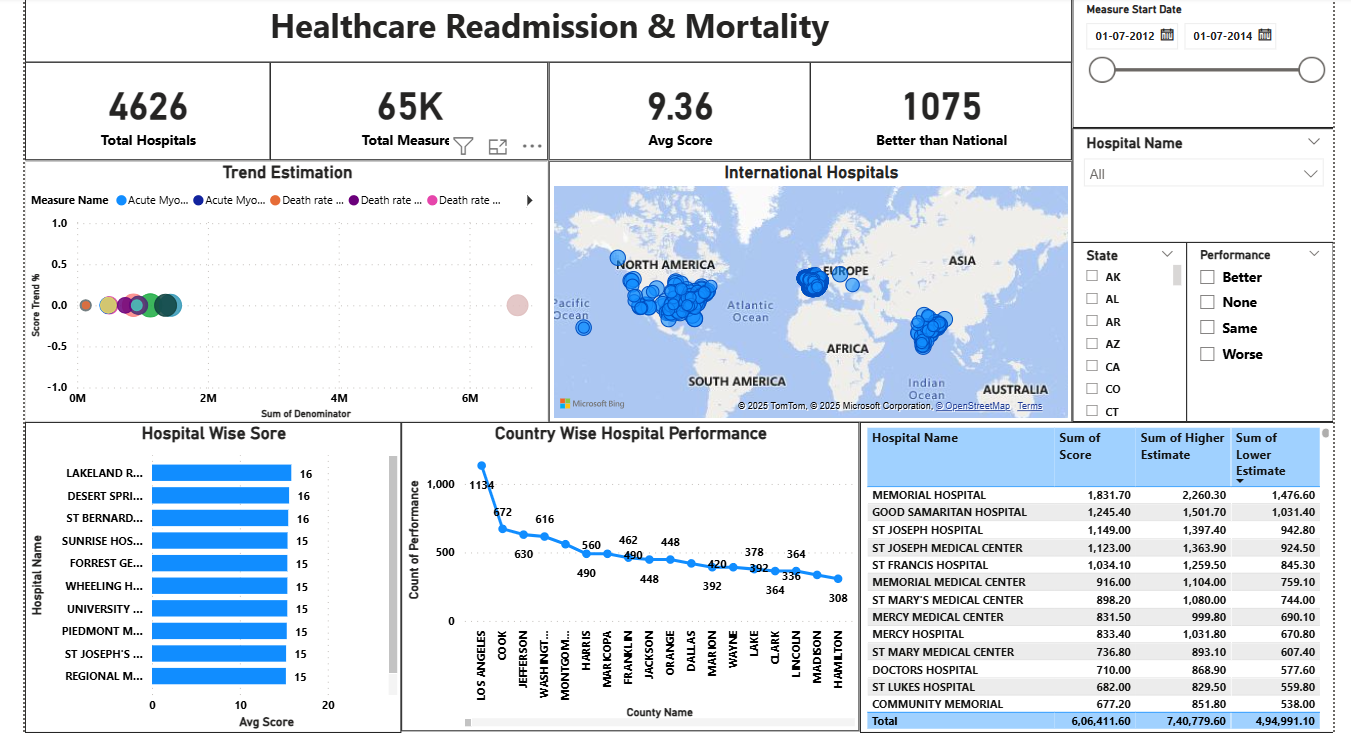 Healthcare Readmission & Mortality
Measure Start Date
01-07-2012 01-07-2014
4626
Total Hospitals
65K
Total Measure
9.36
Avg Score
1075
Better than National
Hospital Name
All
State
AK
AL
AR
AZ
CA
CO
CT
Performance
Better
None
Same
Worse
Trend Estimation
Measure Name Acute Myo... Acute Myo... Death rate ... Death rate ... Death rate ...
Score Trend %
1.0
0.5
0.0
-0.5
-1.0
0M 2M 4M 6M
Sum of Denominator
International Hospitals
NORTH AMERICA
EUROPE
ASIA
Pacific
Ocean
Atlantic
Ocean
AFRICA
SOUTH AMERICA
Indian
Ocean
AUSTRALIA
Microsoft Bing
© 2025 TomTom, © 2025 Microsoft Corporation, © OpenStreetMap Terms
Hospital Wise Sore
Hospital Name
LAKELAND R... 16
DESERT SPRI... 16
ST BERNARD... 16
SUNRISE HOS... 15
FORREST GE... 15
WHEELING H... 15
UNIVERSITY ... 15
PIEDMONT M... 15
ST JOSEPH'S ... 15
REGIONAL M... 15
0 10 20
Avg Score
Country Wise Hospital Performance
Count of Performance
1,000
500
0
1134
672
630
616
560
490
462
490
448
448
420
392
378
392
364
364
336
308
LOS ANGELES
COOK
JEFFERSON
WASHINGT...
MONTGOM...
HARRIS
MARICOPA
FRANKLIN
JACKSON
ORANGE
DALLAS
MARION
WAYNE
LAKE
CLARK
LINCOLN
MADISON
HAMILTON
County Name
Hospital Name Sum of Score Sum of Higher Estimate Sum of Lower Estimate
MEMORIAL HOSPITAL 1,831.70 2,260.30 1,476.60
GOOD SAMARITAN HOSPITAL 1,245.40 1,501.70 1,031.40
ST JOSEPH HOSPITAL 1,149.00 1,397.40 942.80
ST JOSEPH MEDICAL CENTER 1,123.00 1,363.90 924.50
ST FRANCIS HOSPITAL 1,034.10 1,259.50 845.30
MEMORIAL MEDICAL CENTER 916.00 1,104.00 759.10
ST MARY'S MEDICAL CENTER 898.20 1,080.00 744.00
MERCY MEDICAL CENTER 831.50 999.80 690.10
MERCY HOSPITAL 833.40 1,031.80 670.80
ST MARY MEDICAL CENTER 736.80 893.10 607.40
DOCTORS HOSPITAL 710.00 868.90 577.60
ST LUKES HOSPITAL 682.00 829.50 559.80
COMMUNITY MEMORIAL 677.20 851.80 538.00
Total 6,06,411.60 7,40,779.60 4,94,991.10